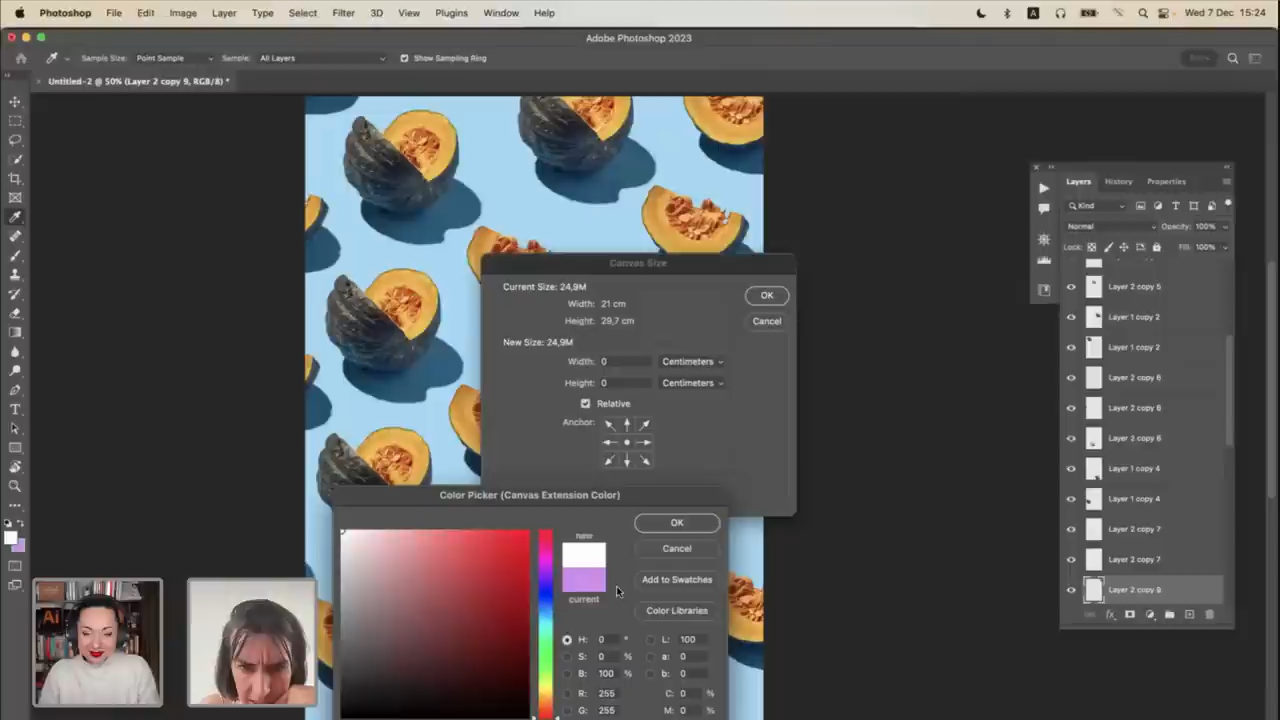 Photoshop File Edit Image Layer Type Select Filter 3D View Plugins Window Help
A
Wed 7 Dec 15:24
Adobe Photoshop 2023
Sample Size: Point Sample Sample: All Layers Show Sampling Ring
Untitled-2 @ 50% (Layer 2 copy 9, RGB/8) *
Layers History Properties
Kind
Normal Opacity: 100%
Lock: Fill: 100%
Layer 2 copy 5
Layer 1 copy 2
Layer 1 copy 2
Layer 2 copy 6
Layer 2 copy 8
Layer 2 copy 6
Layer 1 copy 4
Layer 1 copy 4
Layer 2 copy 7
Layer 2 copy 7
Layer 2 copy 9
fx
Canvas Size
Current Size: 24,9M
OK
Width: 21 cm
Height: 29,7 cm
Cancel
New Size: 24,9M
Width: 0 Centimeters
Height: 0 Centimeters
Relative
Anchor:
Color Picker (Canvas Extension Color)
new
current
OK
Cancel
Add to Swatches
Color Libraries
H: 0 ° L: 100
S: 0 % a: 0
B: 100 % b: 0
R: 255 C: 0 %
G: 255 M: 0 %
Ai